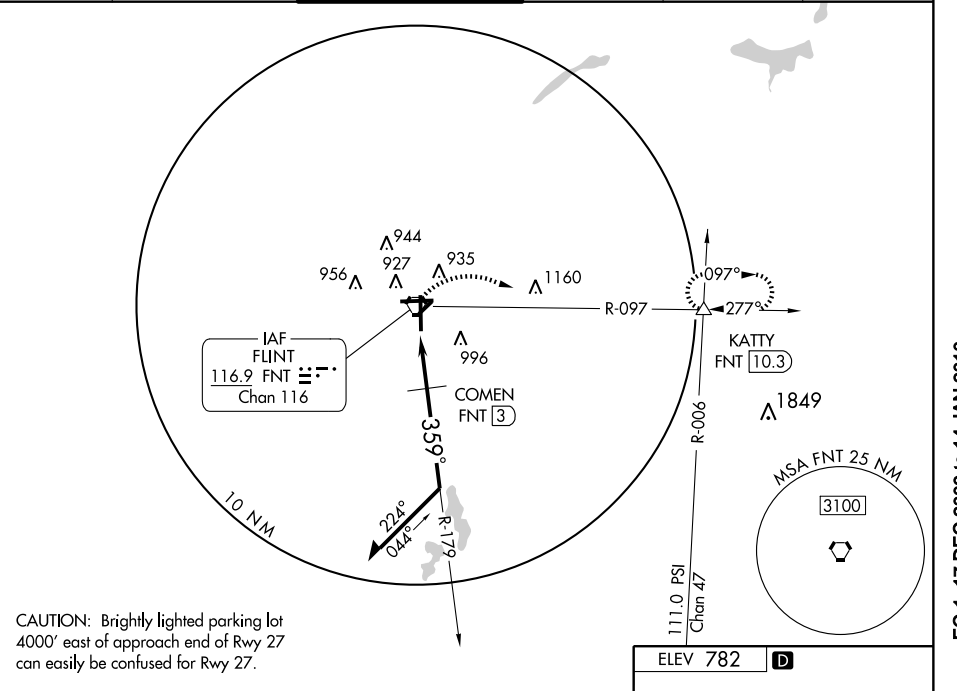 944
927
935
956
1160
097°
R-097
277°
IAF
FLINT
116.9 FNT
Chan 116
996
KATTY
FNT 10.3
COMEN
FNT 3
1849
359°
R-006
MSA FNT 25 NM
3100
10 NM
224°
044°
R-179
111.0 PSI
Chan 47
CAUTION: Brightly lighted parking lot
4000' east of approach end of Rwy 27
can easily be confused for Rwy 27.
ELEV 782 D